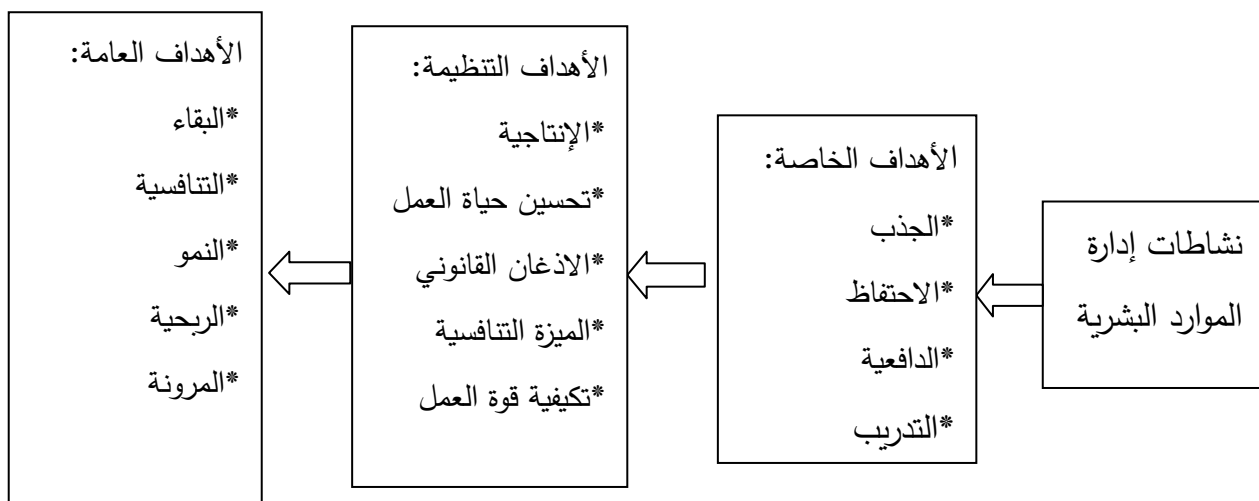 نشاطات إدارة
الموارد البشرية
الأهداف الخاصة:
*الجذب
*الاحتفاظ
*الدافعية
*التدريب
الأهداف التنظيمة:
*الإنتاجية
*تحسين حياة العمل
*الاذغان القانوني
*الميزة التنافسية
*تكيفية قوة العمل
الأهداف العامة:
*البقاء
*التنافسية
*النمو
*الربحية
*المرونة